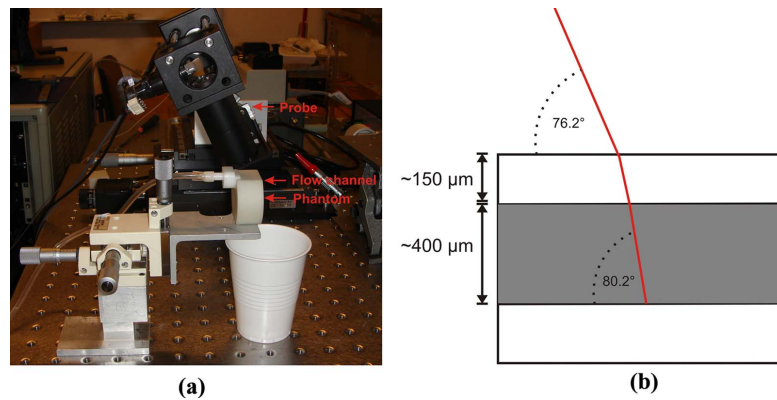 Probe
Flow channel
Phantom
(a)
76.2°
~150 μm
~400 μm
80.2°
(b)